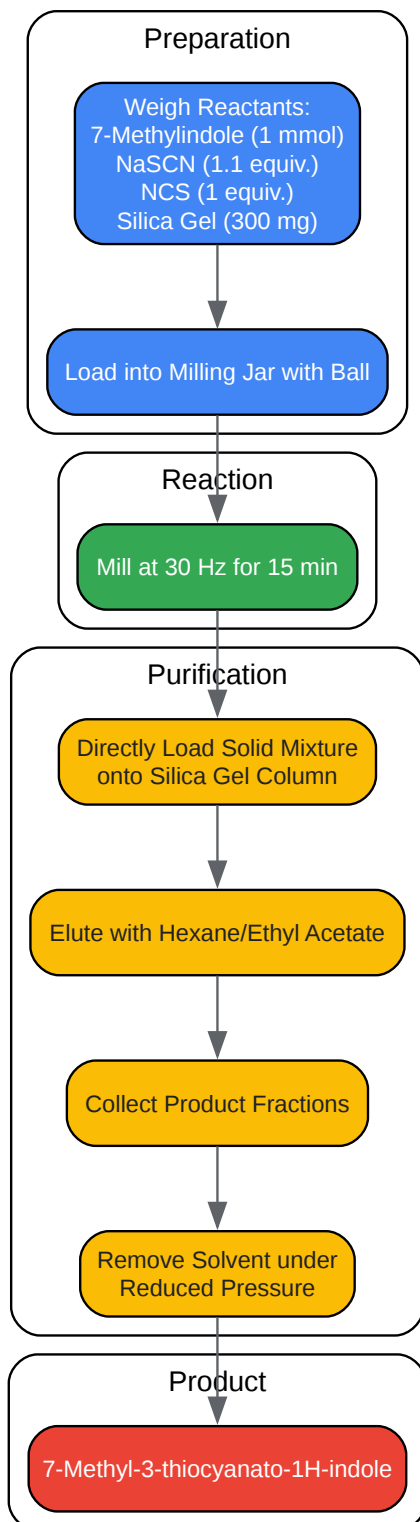 Preparation
Weigh Reactants:
7-Methylindole (1 mmol)
NaSCN (1.1 equiv.)
NCS (1 equiv.)
Silica Gel (300 mg)
Load into Milling Jar with Ball
Reaction
Mill at 30 Hz for 15 min
Purification
Directly Load Solid Mixture
onto Silica Gel Column
Elute with Hexane/Ethyl Acetate
Collect Product Fractions
Remove Solvent under
Reduced Pressure
Product
7-Methyl-3-thiocyanato-1H-indole